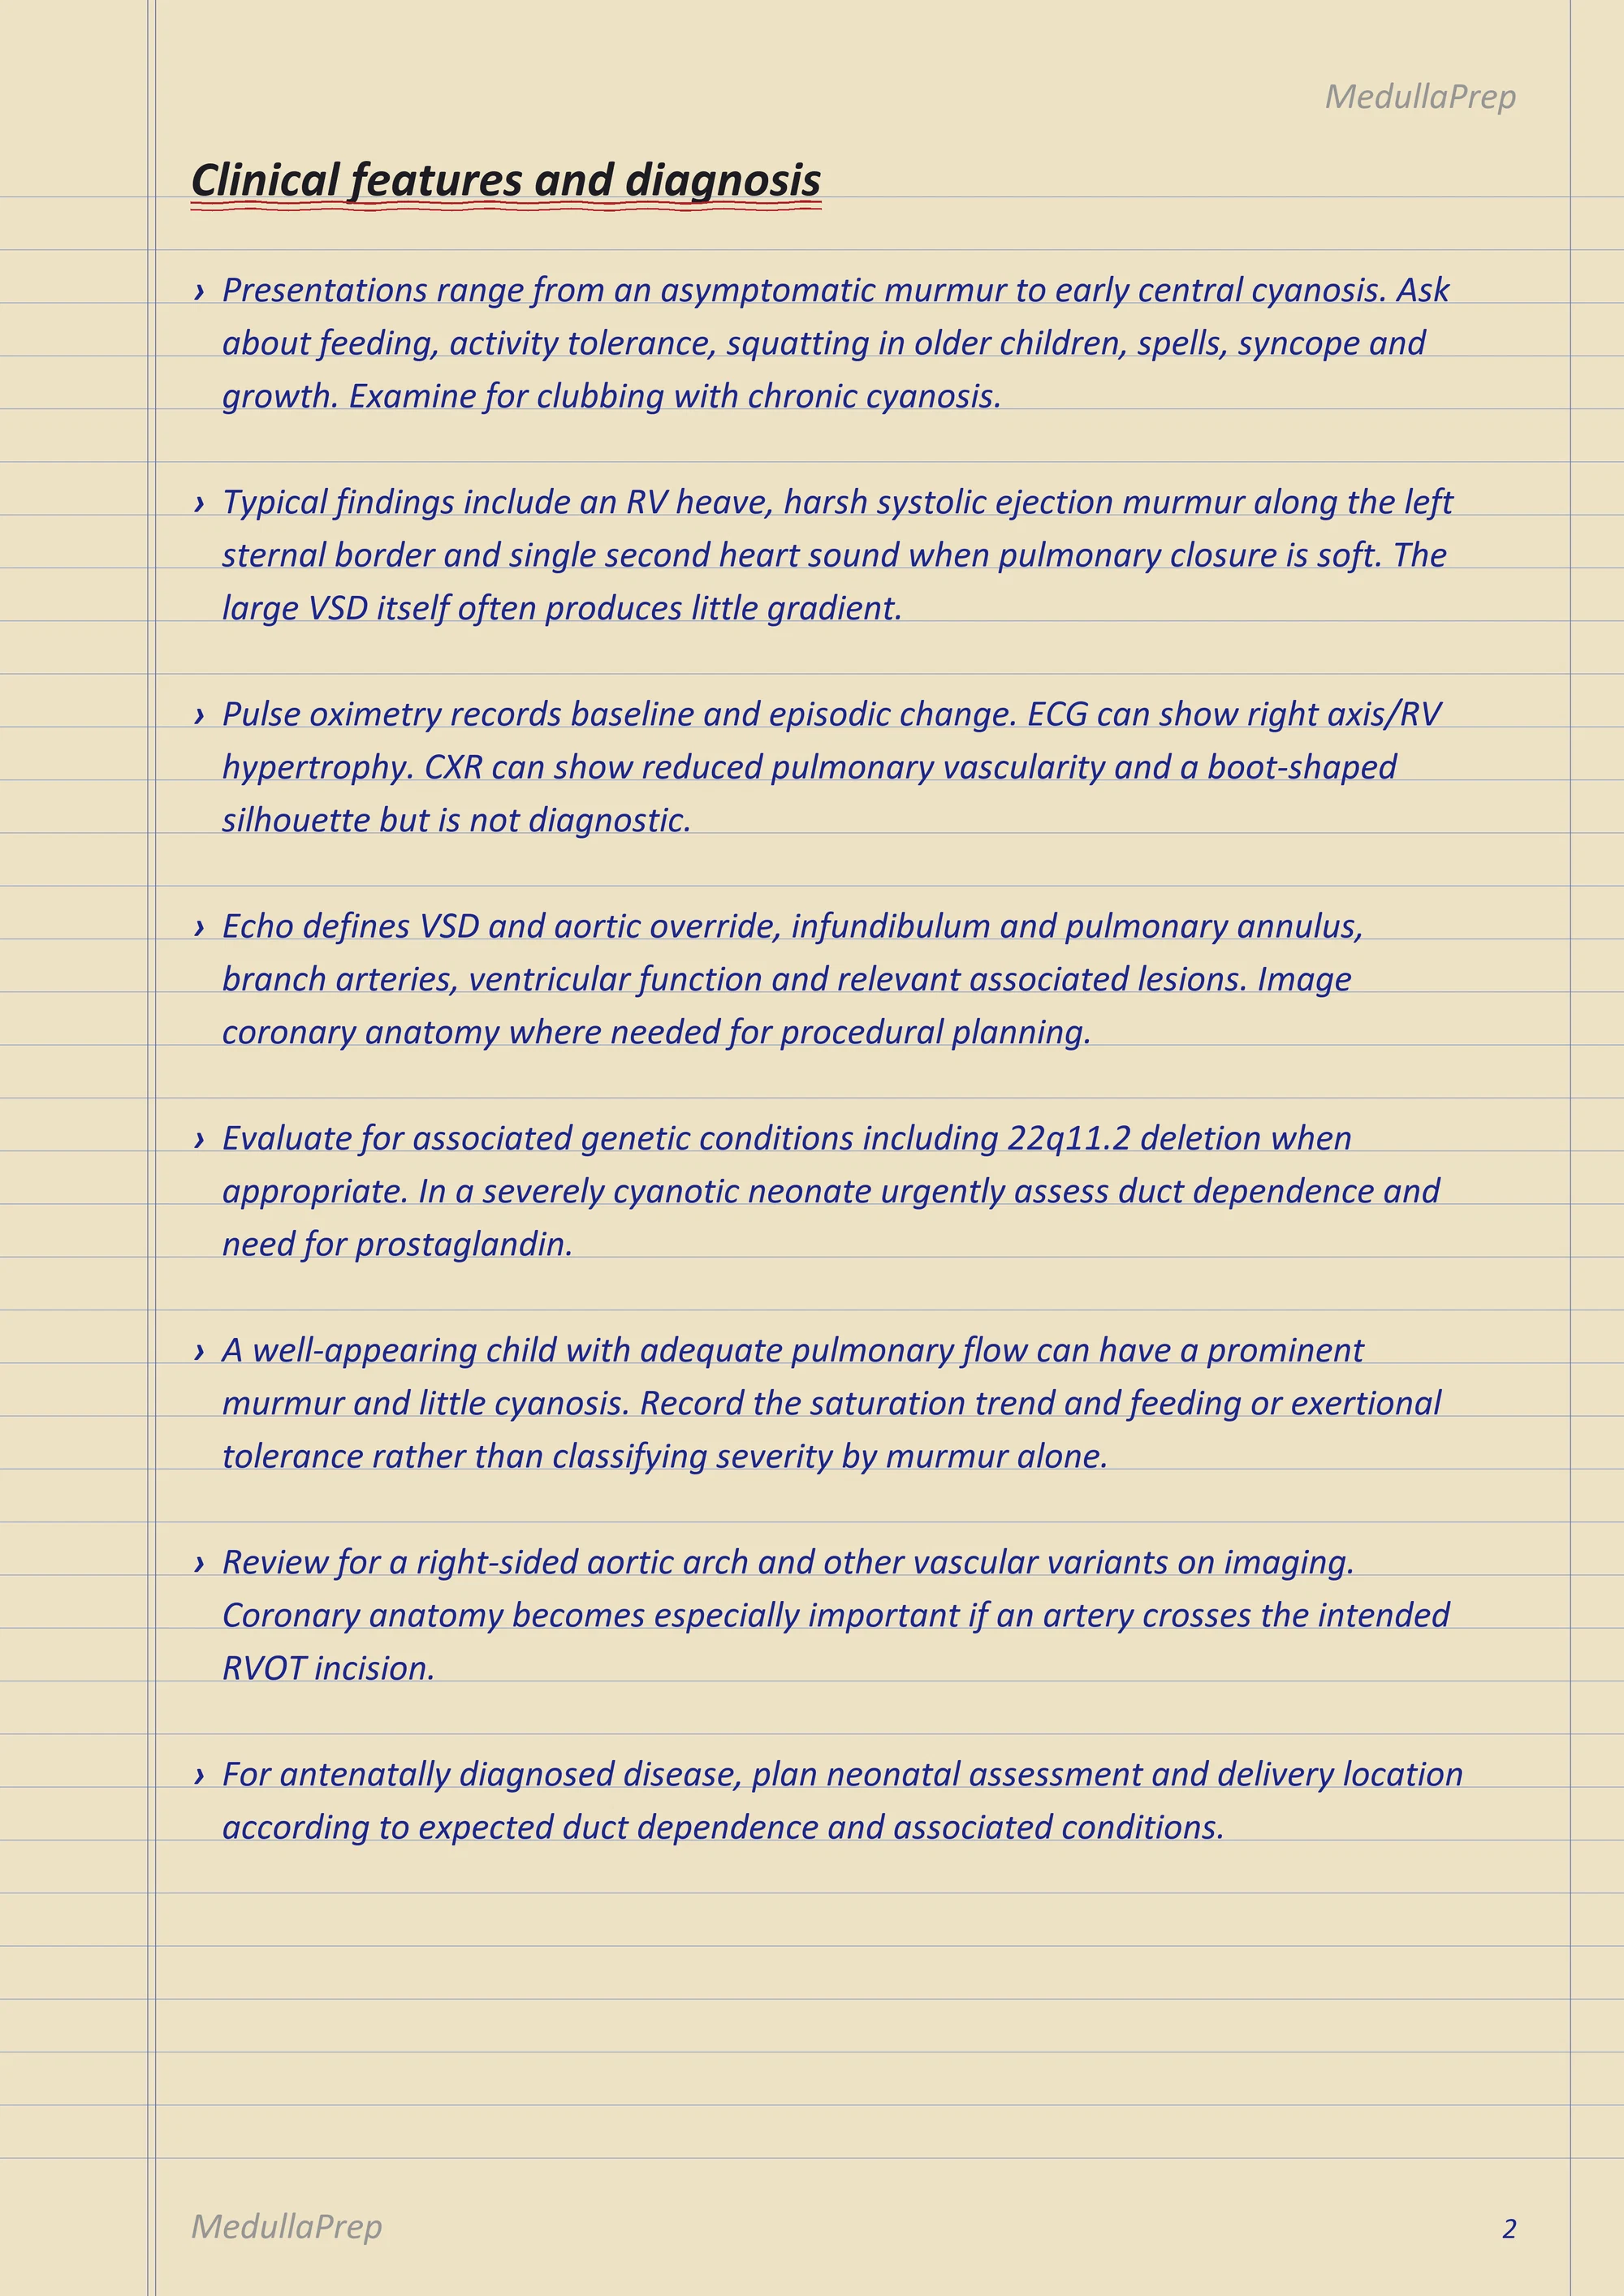 MedullaPrep
Clinical features and diagnosis
› Presentations range from an asymptomatic murmur to early central cyanosis. Ask
about feeding, activity tolerance, squatting in older children, spells, syncope and
growth. Examine for clubbing with chronic cyanosis.
› Typical findings include an RV heave, harsh systolic ejection murmur along the left
sternal border and single second heart sound when pulmonary closure is soft. The
large VSD itself often produces little gradient.
› Pulse oximetry records baseline and episodic change. ECG can show right axis/RV
hypertrophy. CXR can show reduced pulmonary vascularity and a boot-shaped
silhouette but is not diagnostic.
› Echo defines VSD and aortic override, infundibulum and pulmonary annulus,
branch arteries, ventricular function and relevant associated lesions. Image
coronary anatomy where needed for procedural planning.
› Evaluate for associated genetic conditions including 22q11.2 deletion when
appropriate. In a severely cyanotic neonate urgently assess duct dependence and
need for prostaglandin.
› A well-appearing child with adequate pulmonary flow can have a prominent
murmur and little cyanosis. Record the saturation trend and feeding or exertional
tolerance rather than classifying severity by murmur alone.
› Review for a right-sided aortic arch and other vascular variants on imaging.
Coronary anatomy becomes especially important if an artery crosses the intended
RVOT incision.
› For antenatally diagnosed disease, plan neonatal assessment and delivery location
according to expected duct dependence and associated conditions.
MedullaPrep
2